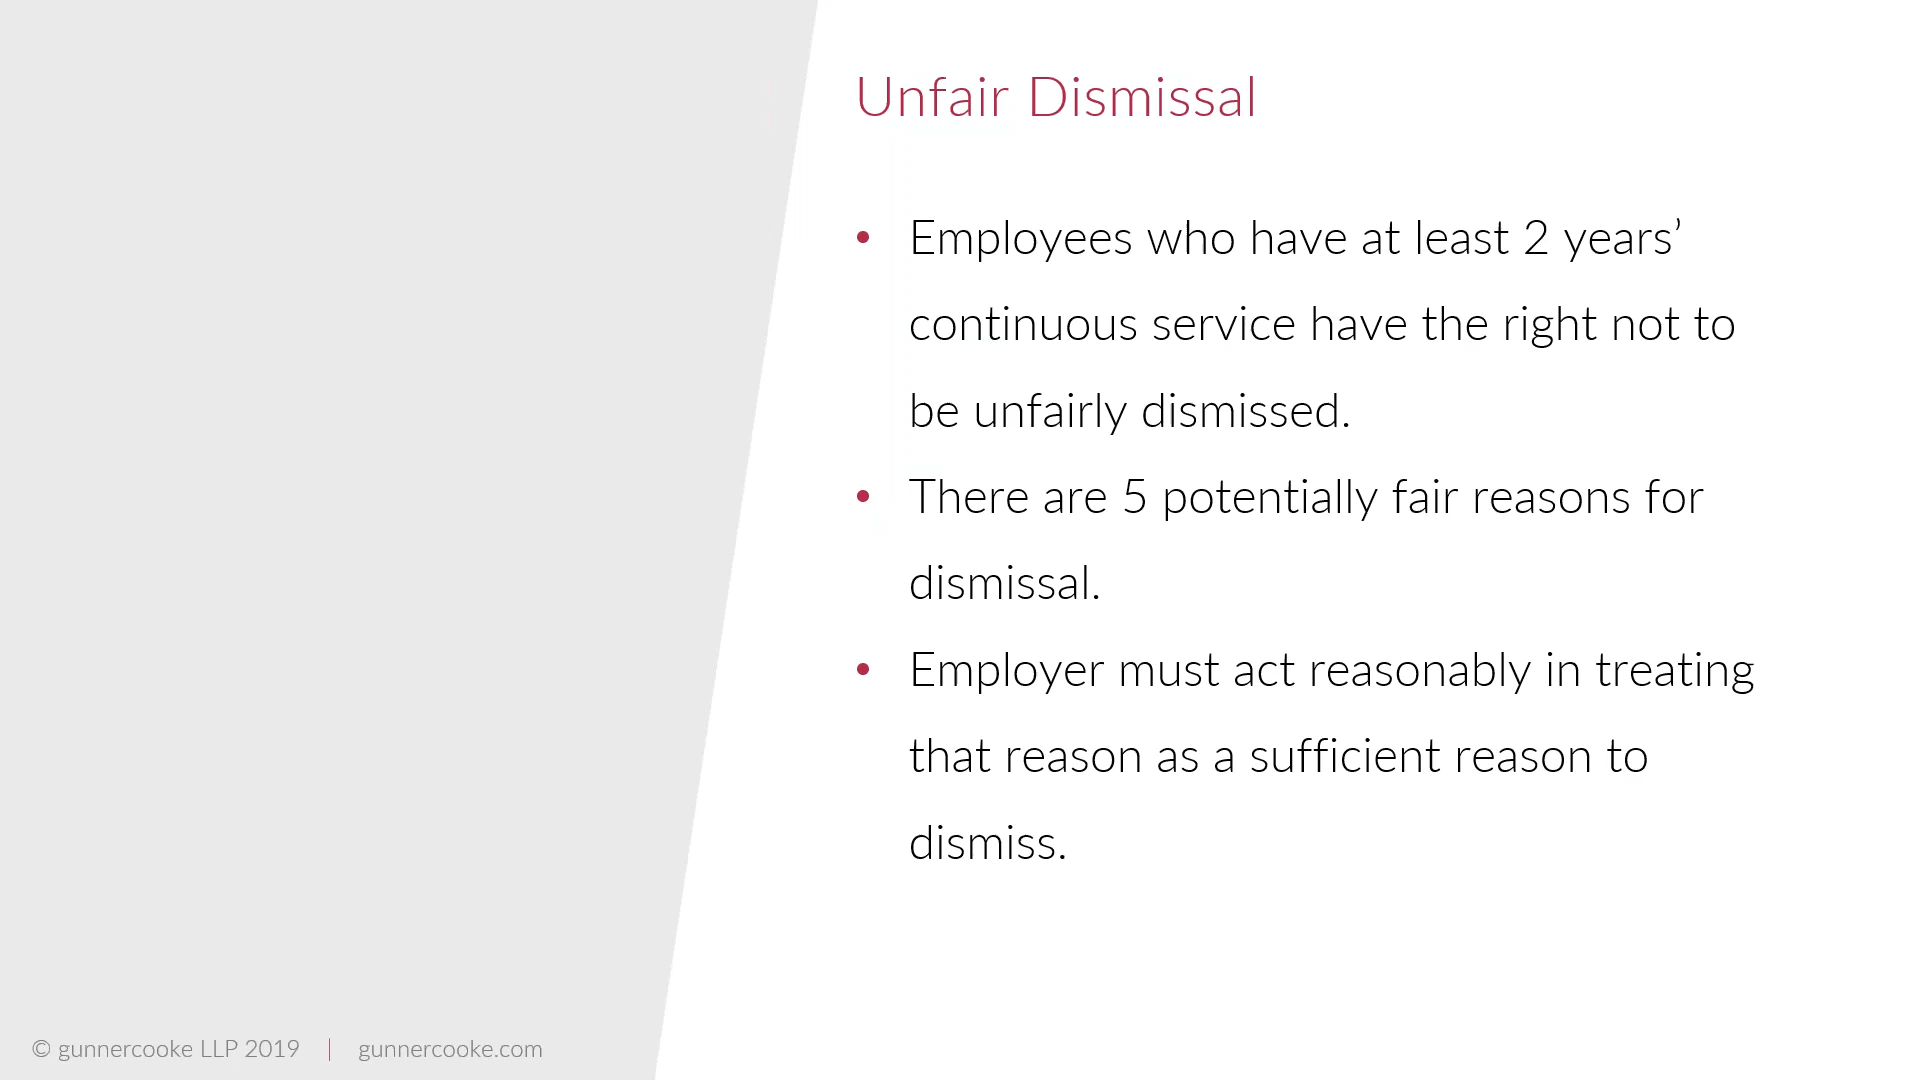 Unfair Dismissal
• Employees who have at least 2 years’
continuous service have the right not to
be unfairly dismissed.
• There are 5 potentially fair reasons for
dismissal.
• Employer must act reasonably in treating
that reason as a sufficient reason to
dismiss.
© gunnercooke LLP 2019 | gunnercooke.com